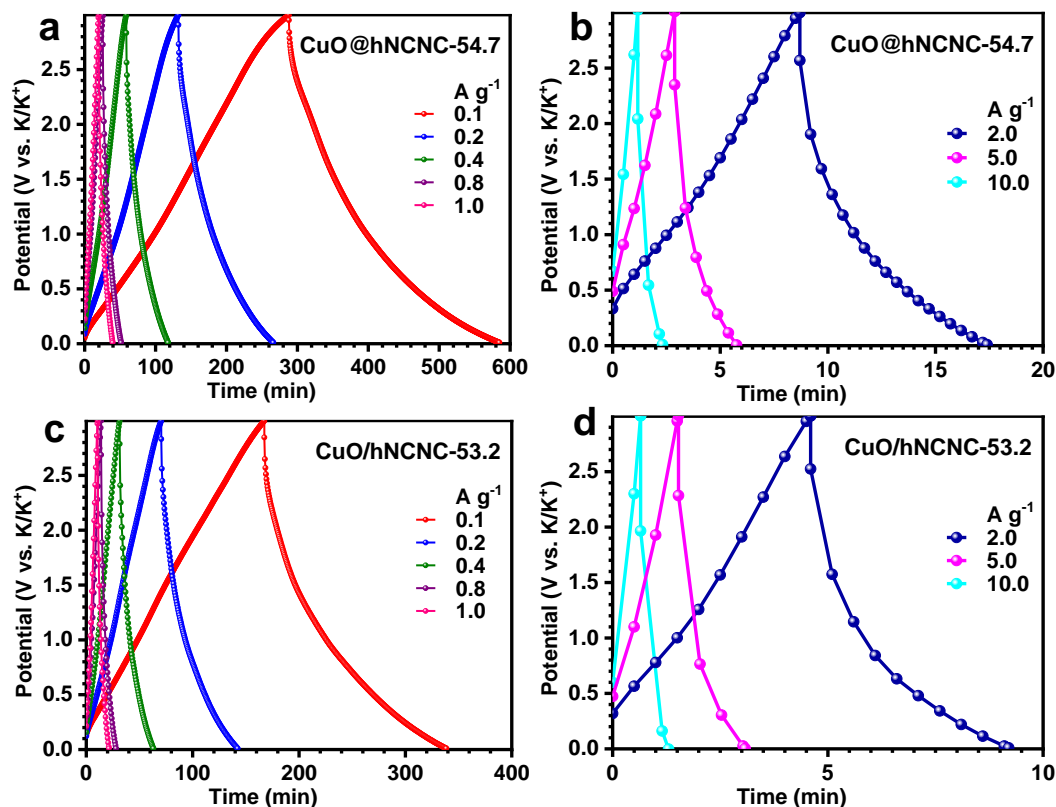 a
CuO@hNCNC-54.7
A g⁻¹
0.1
0.2
0.4
0.8
1.0
Potential (V vs. K/K⁺)
2.5
2.0
1.5
1.0
0.5
0.0
0 100 200 300 400 500 600
Time (min)
b
CuO@hNCNC-54.7
A g⁻¹
2.0
5.0
10.0
Potential (V vs. K/K⁺)
2.5
2.0
1.5
1.0
0.5
0.0
0 5 10 15 20
Time (min)
c
CuO/hNCNC-53.2
A g⁻¹
0.1
0.2
0.4
0.8
1.0
Potential (V vs. K/K⁺)
2.5
2.0
1.5
1.0
0.5
0.0
0 100 200 300 400
Time (min)
d
CuO/hNCNC-53.2
A g⁻¹
2.0
5.0
10.0
Potential (V vs. K/K⁺)
2.5
2.0
1.5
1.0
0.5
0.0
0 5 10
Time (min)